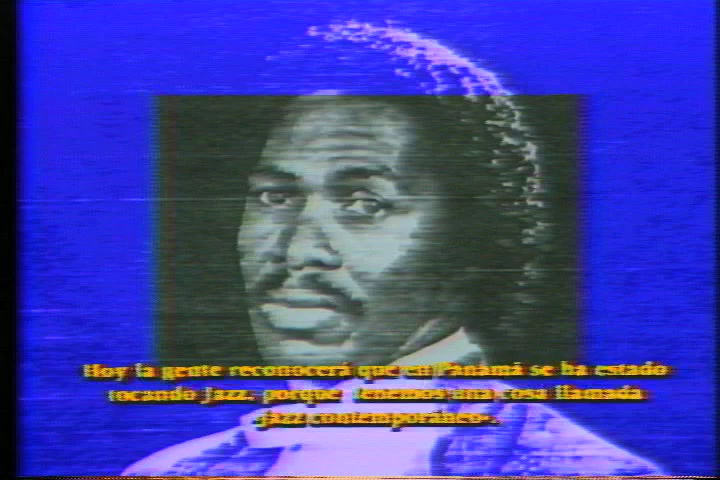 Hoy la gente reconocerá que en Panamá se ha estado
tocando Jazz, porque tenemos una cosa llamada
"jazz contemporáneo".